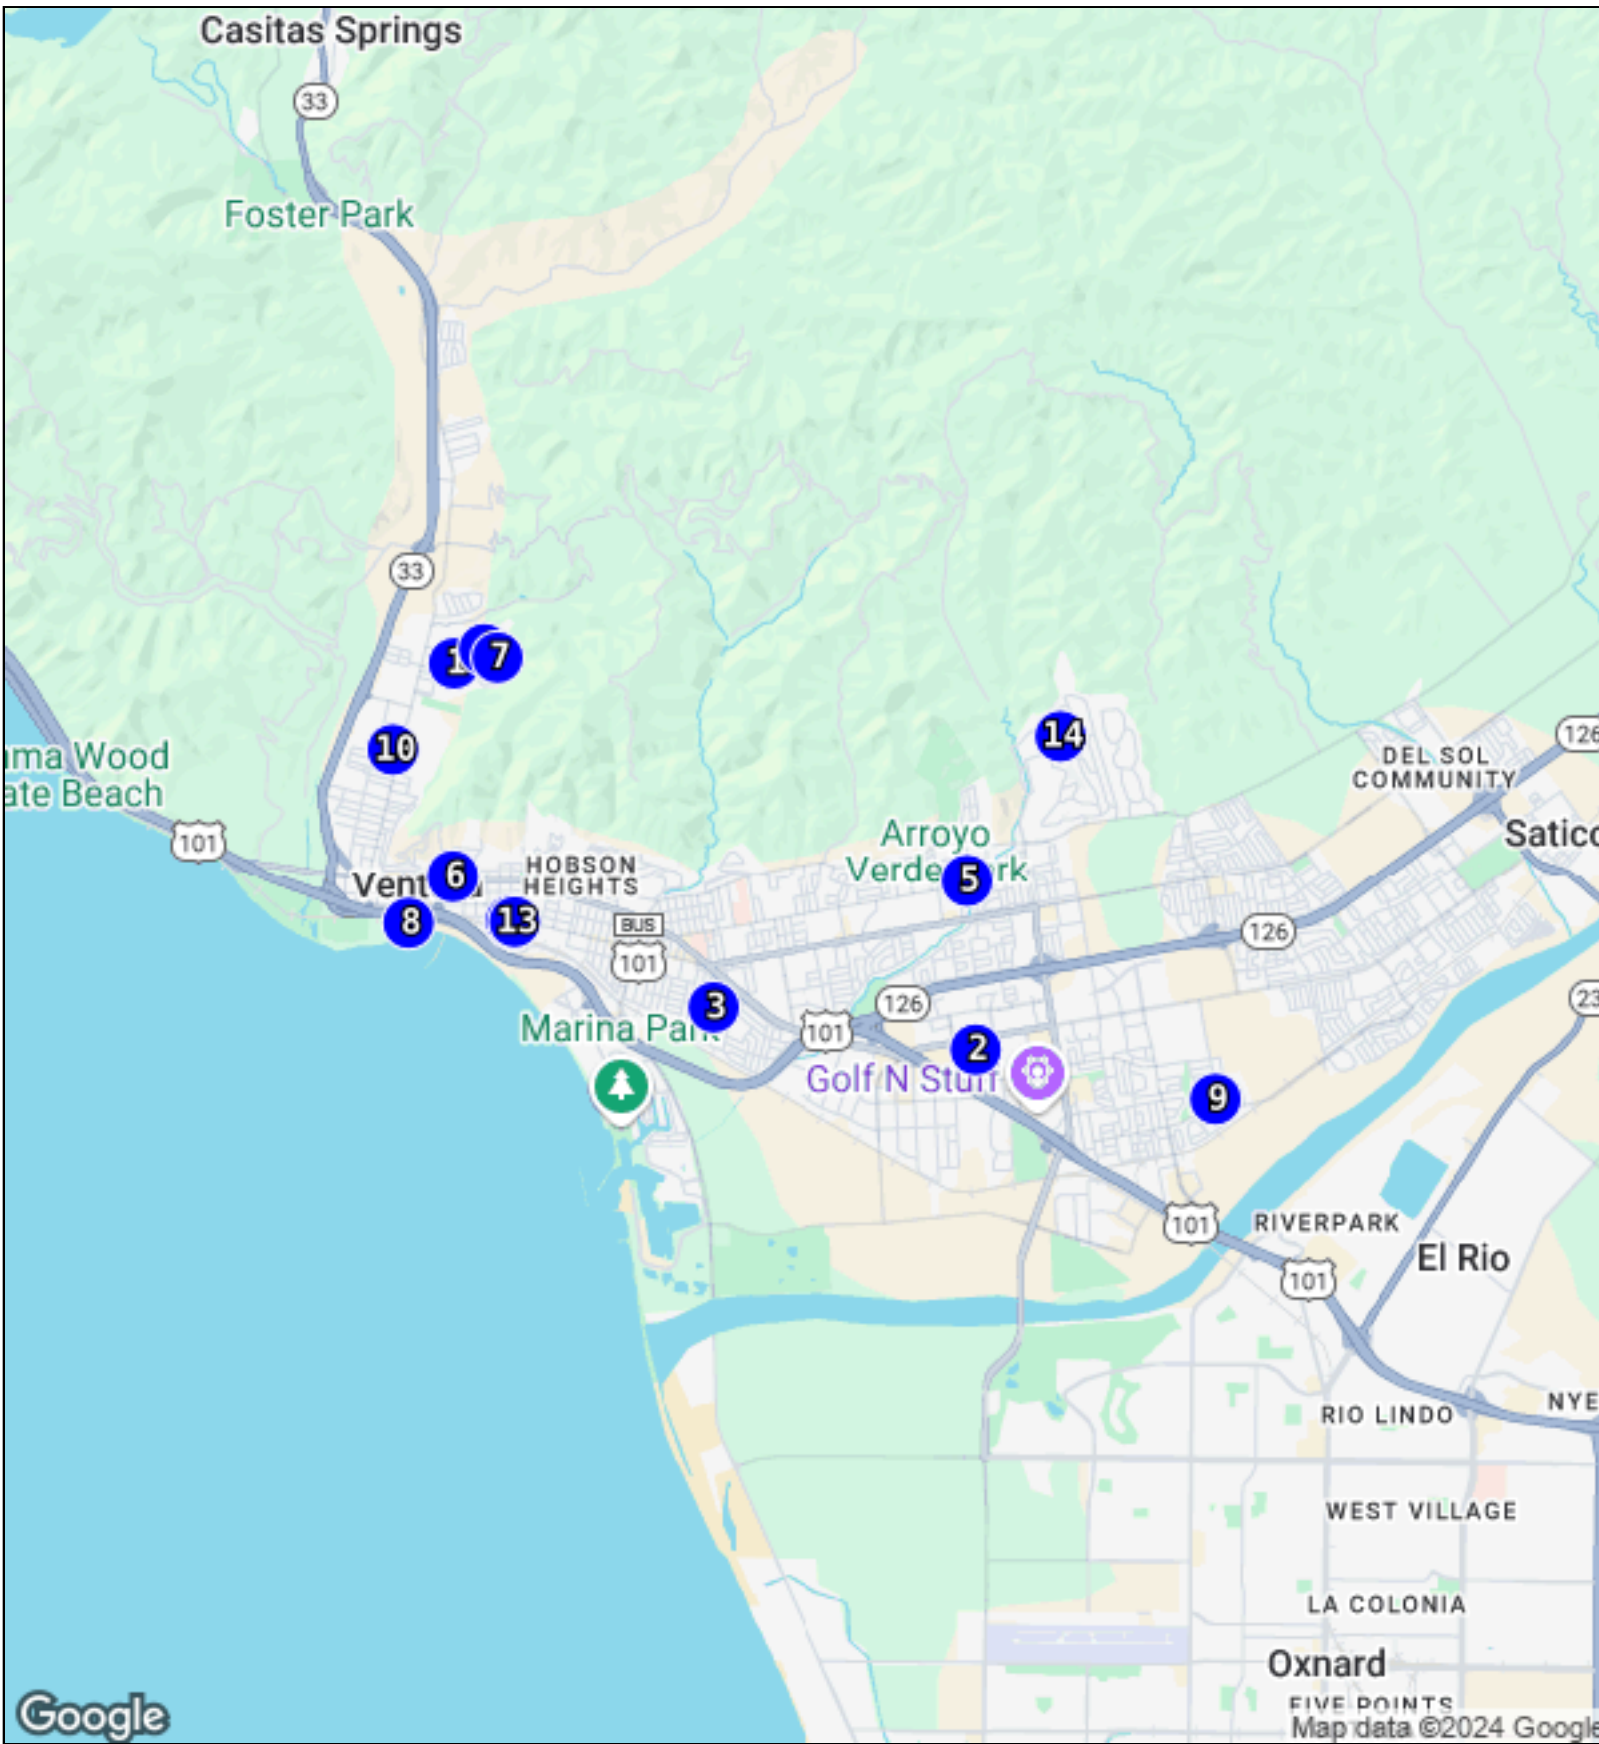 Casitas Springs
33
Foster Park
33
1
7
10
14
ma Wood
ate Beach
101
126
DEL SOL
COMMUNITY
Satico
Arroyo
Verde rk
5
HOBSON
HEIGHTS
Vent
6
8
13
BUS
101
126
126
23
3
Marina Park
101
2
Golf N Stuff
9
101
RIVERPARK
El Rio
101
RIO LINDO
NYE
WEST VILLAGE
LA COLONIA
Oxnard
FIVE POINTS
Google
Map data ©2024 Google